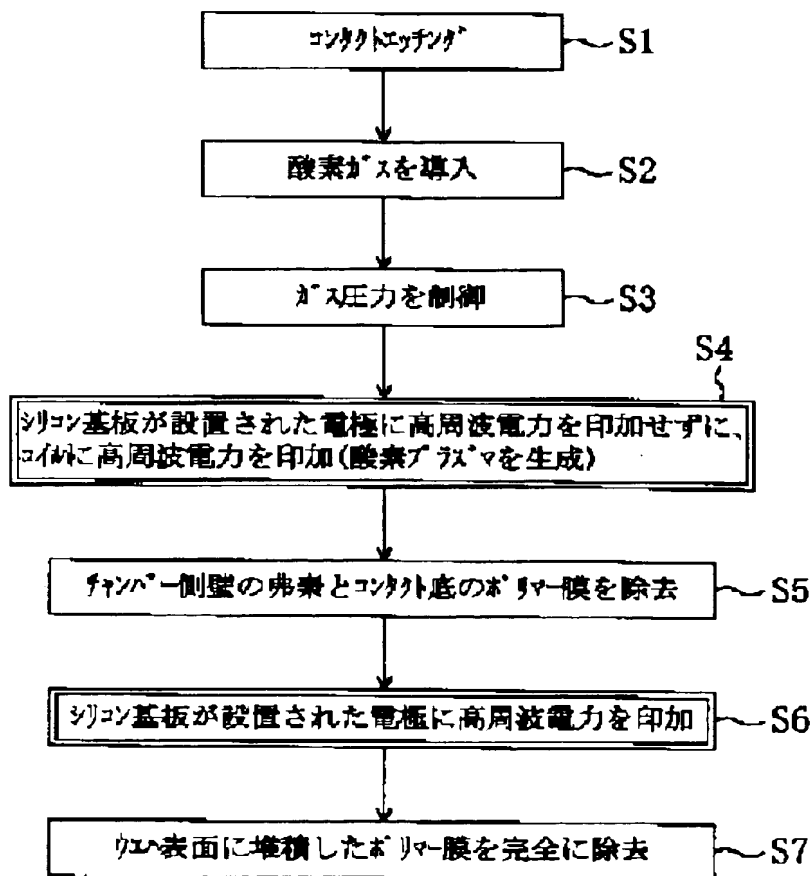 コンタクトエッチング
S1
酸素ガスを導入
S2
ガス圧力を制御
S3
S4
シリコン基板が設置された電極に高周波電力を印加せずに、
コイルに高周波電力を印加(酸素プラズマを生成)
チャンバー側壁の弗素とコンタクト底のポリマー膜を除去
S5
シリコン基板が設置された電極に高周波電力を印加
S6
ウエハ表面に堆積したポリマー膜を完全に除去
S7